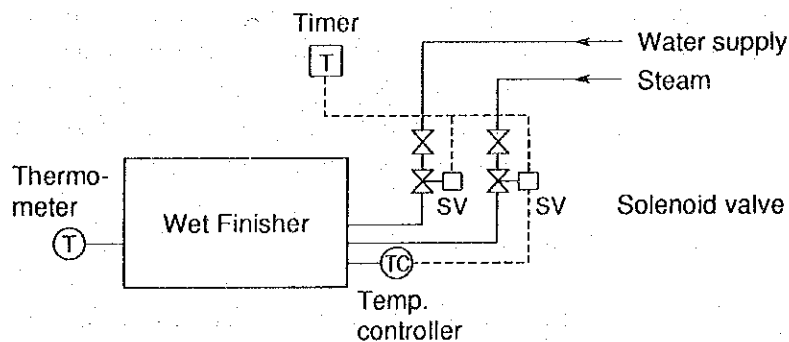 Timer
T
Water supply
Steam
Thermo-
meter
T
Wet Finisher
SV
SV
Solenoid valve
TC
Temp.
controller